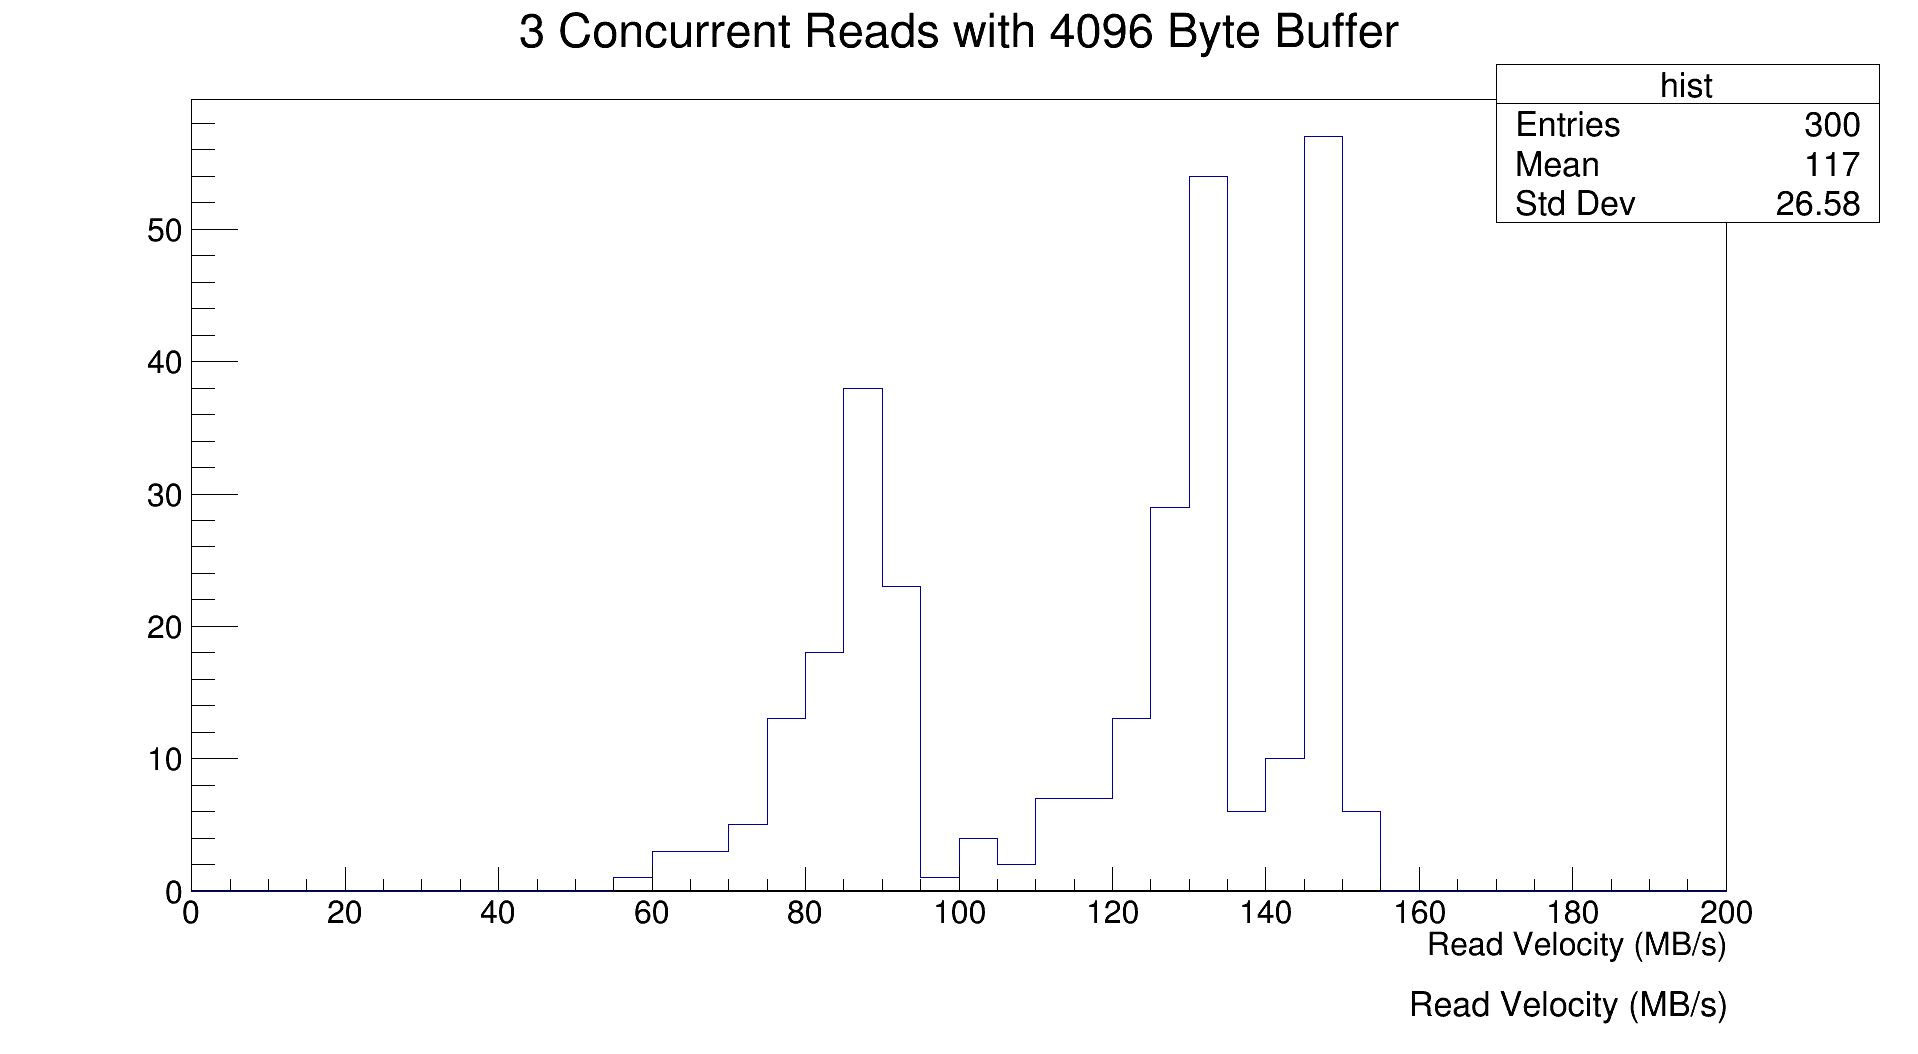 3 Concurrent Reads with 4096 Byte Buffer
hist
Entries 300
Mean 117
Std Dev 26.58
50
40
30
20
10
0
0 20 40 60 80 100 120 140 160 180 200
Read Velocity (MB/s)
Read Velocity (MB/s)